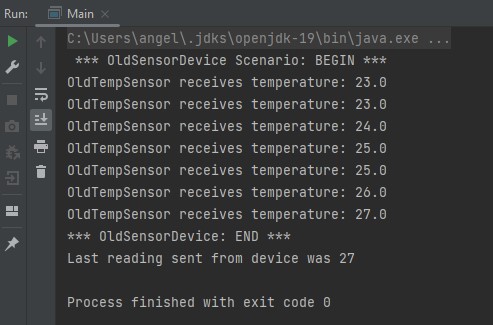 Run: Main
C:\Users\angel\.jdks\openjdk-19\bin\java.exe ...
*** OldSensorDevice Scenario: BEGIN ***
OldTempSensor receives temperature: 23.0
OldTempSensor receives temperature: 23.0
OldTempSensor receives temperature: 24.0
OldTempSensor receives temperature: 25.0
OldTempSensor receives temperature: 25.0
OldTempSensor receives temperature: 26.0
OldTempSensor receives temperature: 27.0
*** OldSensorDevice: END ***
Last reading sent from device was 27
Process finished with exit code 0